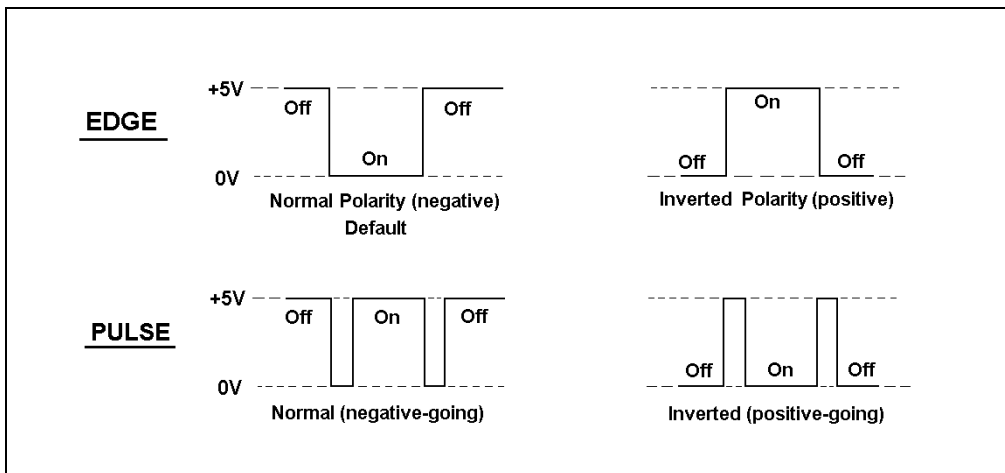 +5V
Off
Off
On
EDGE
On
0V
Off
Off
Normal Polarity (negative)
Default
Inverted Polarity (positive)
+5V
Off
On
Off
PULSE
0V
Off
On
Off
Normal (negative-going)
Inverted (positive-going)